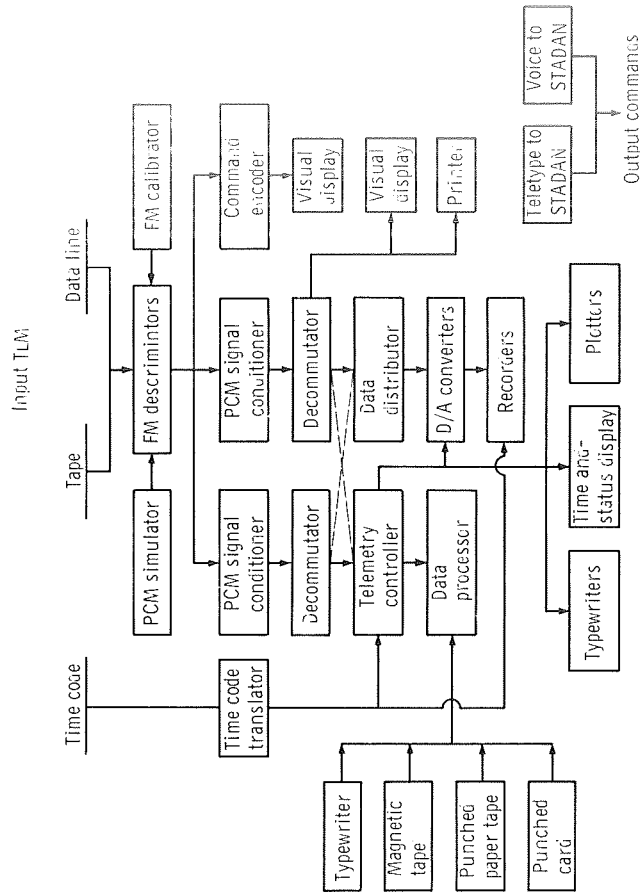 Input TLM
Time code
Tape
Data line
PCM simulator
FM descrimintors
FM calibrator
Time code
translator
PCM signal
conditioner
PCM signal
conditioner
Command
encoder
Decommutator
Decommutator
Visual
display
Telemetry
controller
Data
distributor
Visual
display
Data
processor
D/A converters
Printer
Recorders
Typewriter
Magnetic
tape
Punched
paper tape
Punched
card
Typewriters
Time and-
status display
Plotters
Teletype to
STADAN
Voice to
STADAN
Output commands